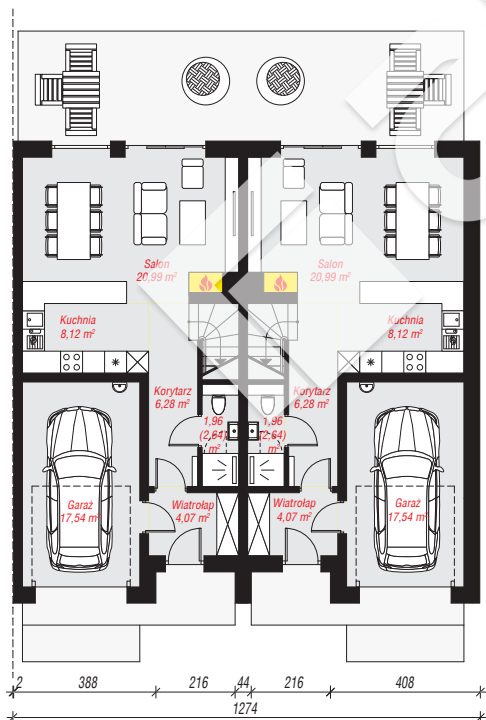 Salon
20,99 m²
Salon
20,99 m²
Kuchnia
8,12 m²
Kuchnia
8,12 m²
Korytarz
6,28 m²
Korytarz
6,28 m²
1,96
(2,64)
m²
1,96
(2,64)
m²
Garaż
17,54 m²
Wiatrołap
4,07 m²
Wiatrołap
4,07 m²
Garaż
17,54 m²
2 388 216 44 216 408
1274